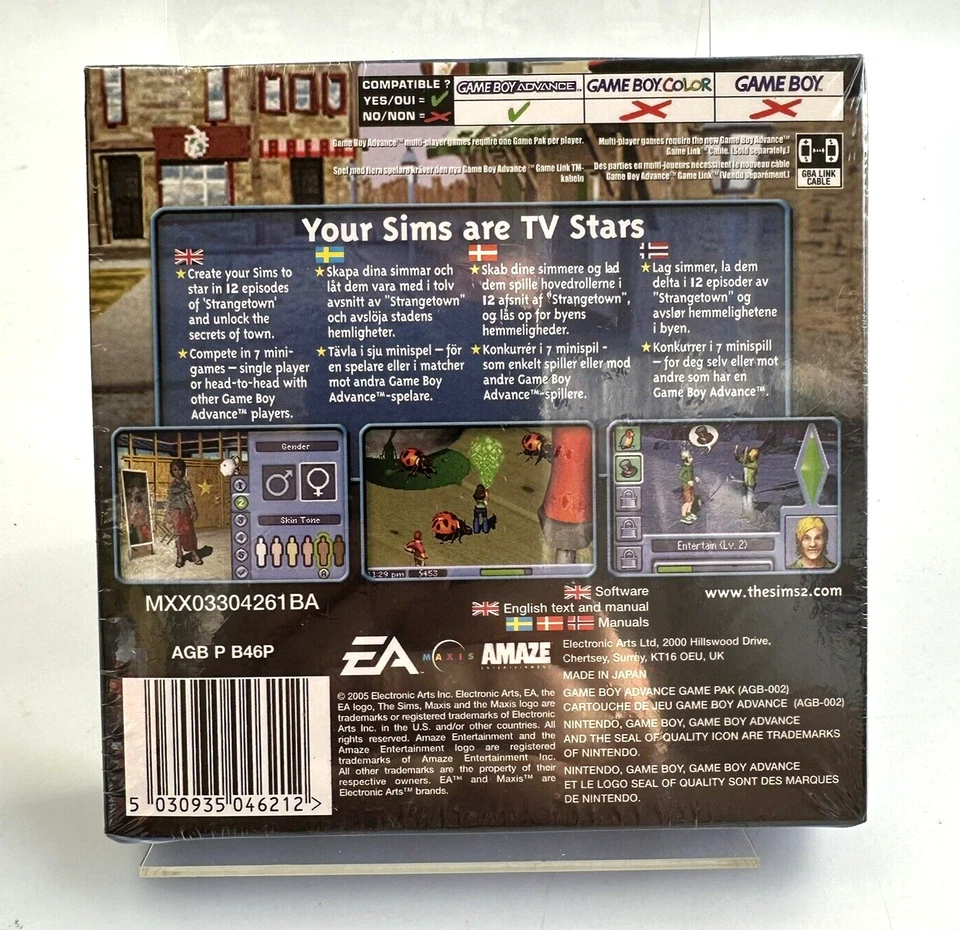 COMPATIBLE ?
YES/OUI =
NO/NON =
GAME BOY ADVANCE™
GAME BOY COLOR
GAME BOY™
Game Boy Advance™ multi-player games require one Game Pak per player.
Spel med flera spelare kräver den nya Game Boy Advance™ Game Link TM-
kabeln
Multi-player games require the new Game Boy Advance™
Game Link™ Cable. (Sold separately.)
Des parties en multi-joueurs nécessitent le nouveau câble
Game Boy Advance™ Game Link™ (Vendu séparément.)
GBA LINK
CABLE
Your Sims are TV Stars
Create your Sims to
star in 12 episodes
of 'Strangetown'
and unlock the
secrets of town.
Compete in 7 mini-
games – single player
or head-to-head with
other Game Boy
Advance™ players.
Skapa dina simmar och
låt dem vara med i tolv
avsnitt av "Strangetown"
och avslöja stadens
hemligheter.
Tävla i sju minispel – för
en spelare eller i matcher
mot andra Game Boy
Advance™-spelare.
Skab dine simmere og lad
dem spille hovedrollerne i
12 afsnit af "Strangetown",
og lås op for byens
hemmeligheder.
Konkurrér i 7 minispil -
som enkelt spiller eller mod
andre Game Boy
Advance™-spillere.
Lag simmer, la dem
delta i 12 episoder av
"Strangetown" og
avslør hemmelighetene
i byen.
Konkurrer i 7 minispill
– for deg selv eller mot
andre som har en
Game Boy Advance™.
Gender
2
Skin Tone
1:29 pm $453
Entertain (Lv. 2)
MXX03304261BA
Software
English text and manual
Manuals
www.thesims2.com
AGB P B46P
EA
MAXIS
AMAZE
ENTERTAINMENT
Electronic Arts Ltd, 2000 Hillswood Drive,
Chertsey, Surrey, KT16 OEU, UK
MADE IN JAPAN
GAME BOY ADVANCE GAME PAK (AGB-002)
CARTOUCHE DE JEU GAME BOY ADVANCE (AGB-002)
NINTENDO, GAME BOY, GAME BOY ADVANCE
AND THE SEAL OF QUALITY ICON ARE TRADEMARKS
OF NINTENDO.
NINTENDO, GAME BOY, GAME BOY ADVANCE
ET LE LOGO SEAL OF QUALITY SONT DES MARQUES
DE NINTENDO.
© 2005 Electronic Arts Inc. Electronic Arts, EA, the
EA logo, The Sims, Maxis and the Maxis logo are
trademarks or registered trademarks of Electronic
Arts Inc. in the U.S. and/or other countries. All
rights reserved. Amaze Entertainment and the
Amaze Entertainment logo are registered
trademarks of Amaze Entertainment Inc.
All other trademarks are the property of their
respective owners. EA™ and Maxis™ are
Electronic Arts™ brands.
5 030935 046212 >